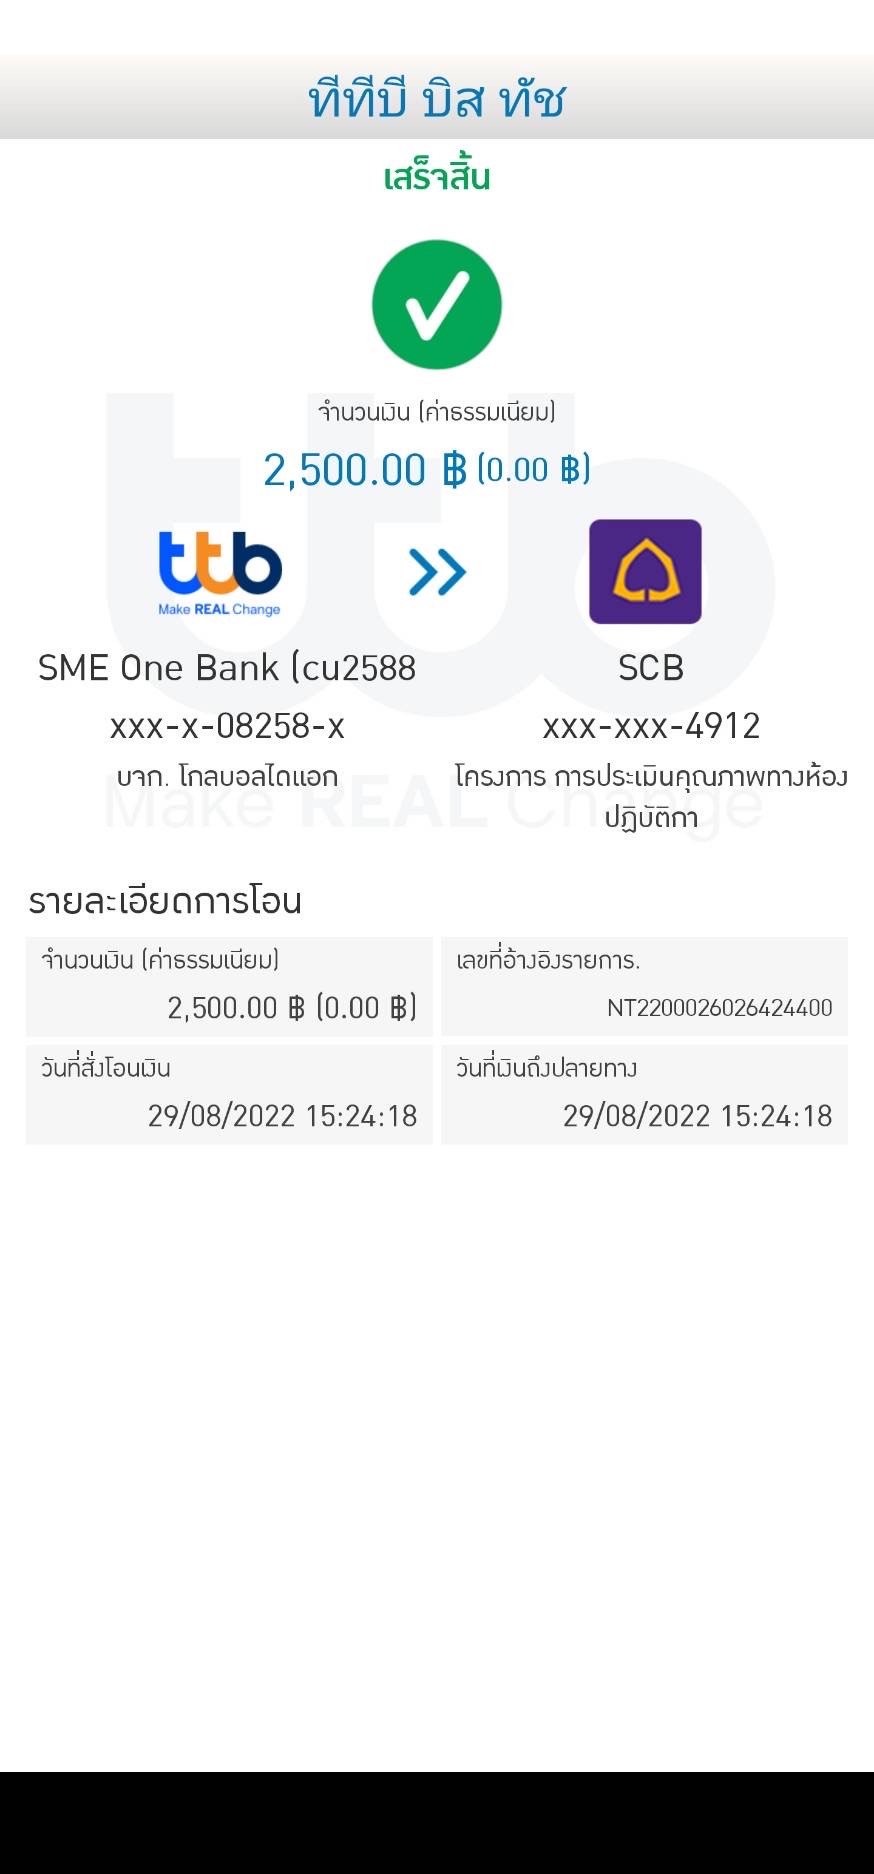 ทีทีบี บิส ทัช
เสร็จสิ้น
จำนวนเงิน (ค่าธรรมเนียม)
2,500.00 ฿ (0.00 ฿)
ttb
Make REAL Change
SME One Bank (cu2588
SCB
xxx-x-08258-x
xxx-xxx-4912
บจก. โกลบอลไดแอก
โครงการ การประเมินคุณภาพทางห้อง
ปฏิบัติกา
ttb
Make REAL Change
รายละเอียดการโอน
จำนวนเงิน (ค่าธรรมเนียม)
2,500.00 ฿ (0.00 ฿)
เลขที่อ้างอิงรายการ.
NT2200026026424400
วันที่สั่งโอนเงิน
29/08/2022 15:24:18
วันที่เงินถึงปลายทาง
29/08/2022 15:24:18